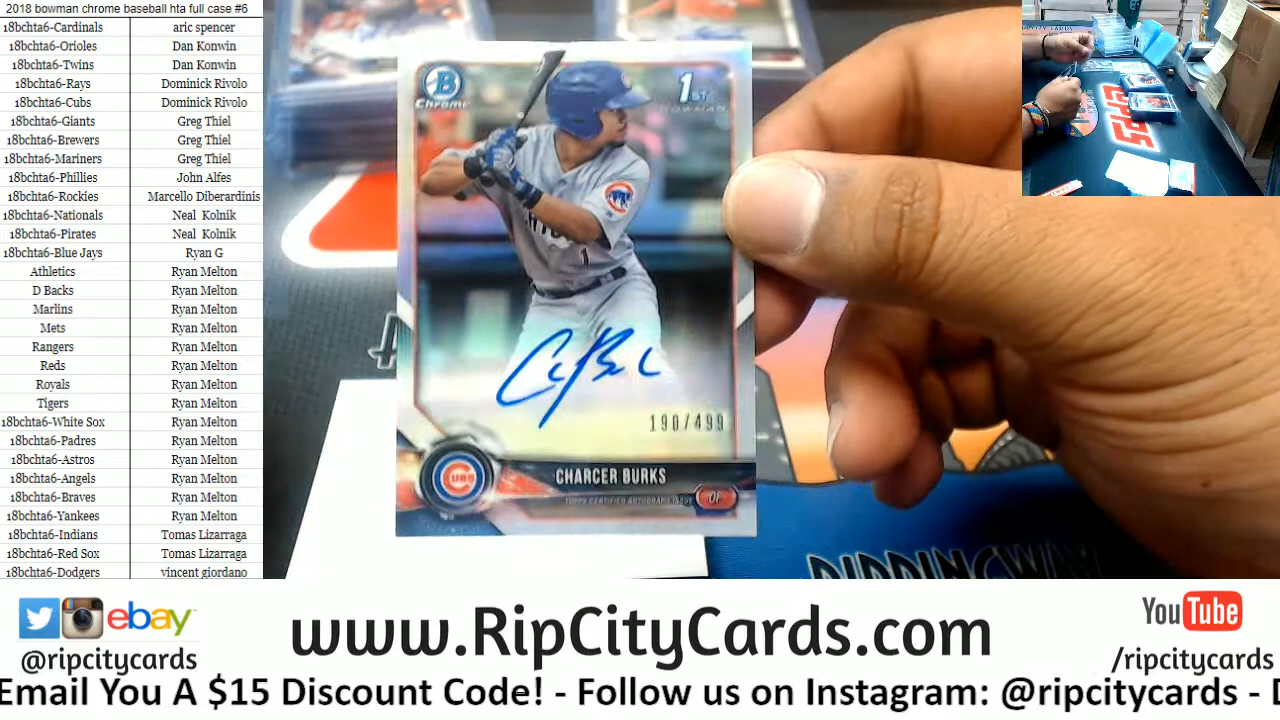 2018 bowman chrome baseball hta full case #6
18bchta6-Cardinals aric spencer
18bchta6-Orioles Dan Konwin
18bchta6-Twins Dan Konwin
18bchta6-Rays Dominick Rivolo
18bchta6-Cubs Dominick Rivolo
18bchta6-Giants Greg Thiel
18bchta6-Brewers Greg Thiel
18bchta6-Mariners Greg Thiel
18bchta6-Phillies John Alfes
18bchta6-Rockies Marcello Diberardinis
18bchta6-Nationals Neal Kolnik
18bchta6-Pirates Neal Kolnik
18bchta6-Blue Jays Ryan G
Athletics Ryan Melton
D Backs Ryan Melton
Marlins Ryan Melton
Mets Ryan Melton
Rangers Ryan Melton
Reds Ryan Melton
Royals Ryan Melton
Tigers Ryan Melton
18bchta6-White Sox Ryan Melton
18bchta6-Padres Ryan Melton
18bchta6-Astros Ryan Melton
18bchta6-Angels Ryan Melton
18bchta6-Braves Ryan Melton
18bchta6-Yankees Ryan Melton
18bchta6-Indians Tomas Lizarraga
18bchta6-Red Sox Tomas Lizarraga
18bchta6-Dodgers vincent giordano
B
Chrome
1ST
BOWMAN
1
190/499
CUBS
CHARCER BURKS
TOPPS CERTIFIED AUTOGRAPH ISSUE
OF
ebay
@ripcitycards
www.RipCityCards.com
YouTube
/ripcitycards
Email You A $15 Discount Code! - Follow us on Instagram: @ripcitycards -